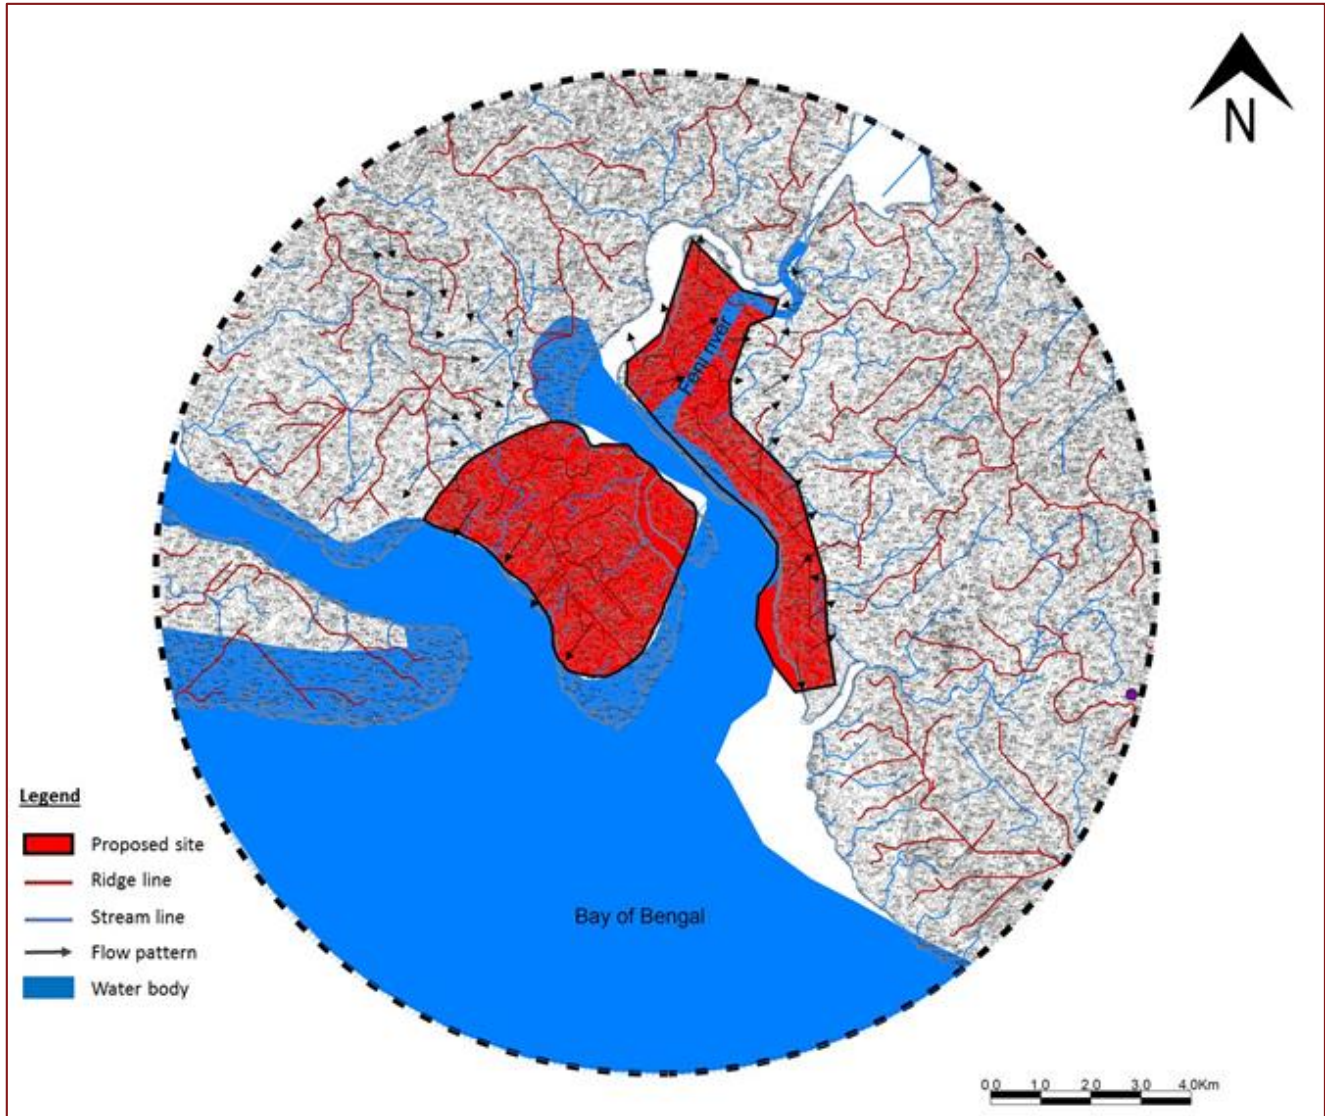 N
Feni river
Bay of Bengal
Legend
Proposed site
Ridge line
Stream line
Flow pattern
Water body
0.0 1.0 2.0 3.0 4.0Km